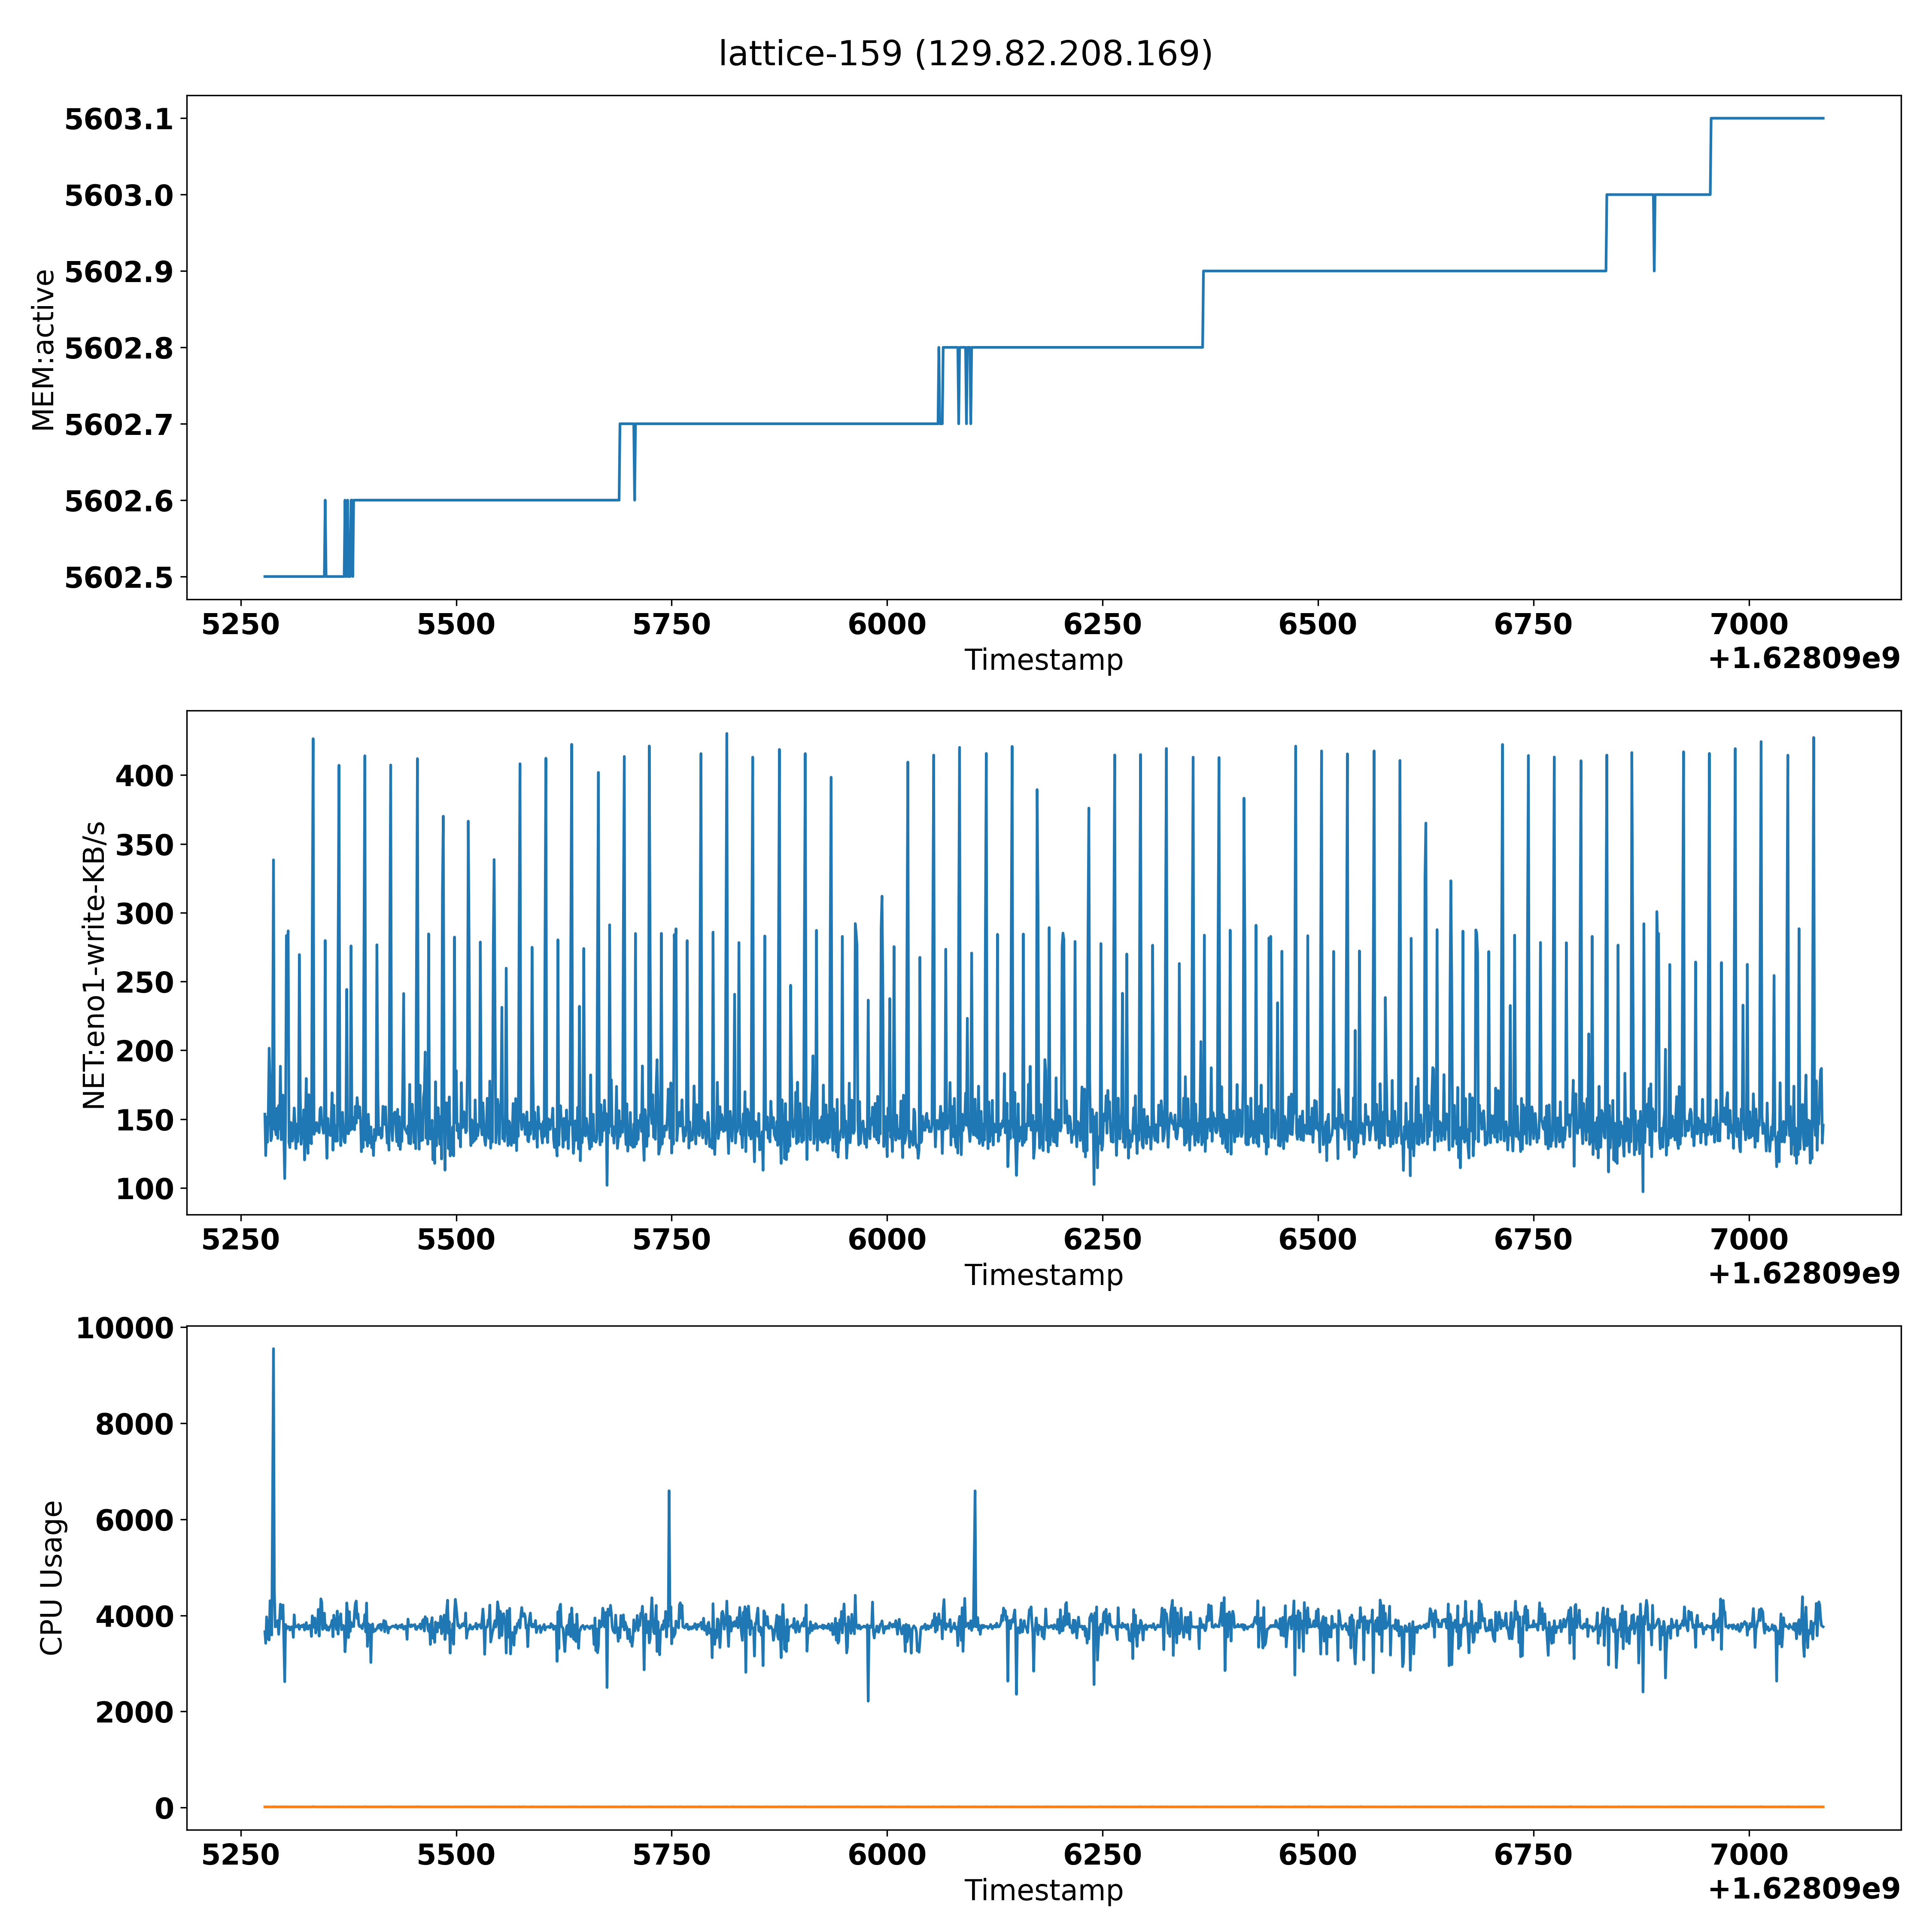 lattice-159 (129.82.208.169)
5603.1
5603.0
5602.9
5602.8
5602.7
5602.6
5602.5
MEM:active
5250 5500 5750 6000 6250 6500 6750 7000
Timestamp
+1.62809e9
400
350
300
250
200
150
100
NET:eno1-write-KB/s
5250 5500 5750 6000 6250 6500 6750 7000
Timestamp
+1.62809e9
10000
8000
6000
4000
2000
0
CPU Usage
5250 5500 5750 6000 6250 6500 6750 7000
Timestamp
+1.62809e9